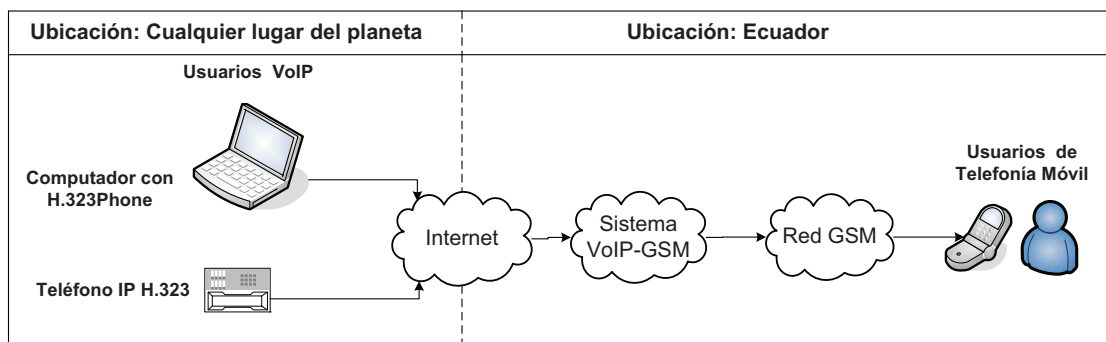 Ubicación: Cualquier lugar del planeta
Ubicación: Ecuador
Usuarios VoIP
Computador con
H.323Phone
Teléfono IP H.323
Internet
Sistema
VoIP-GSM
Red GSM
Usuarios de
Telefonía Móvil